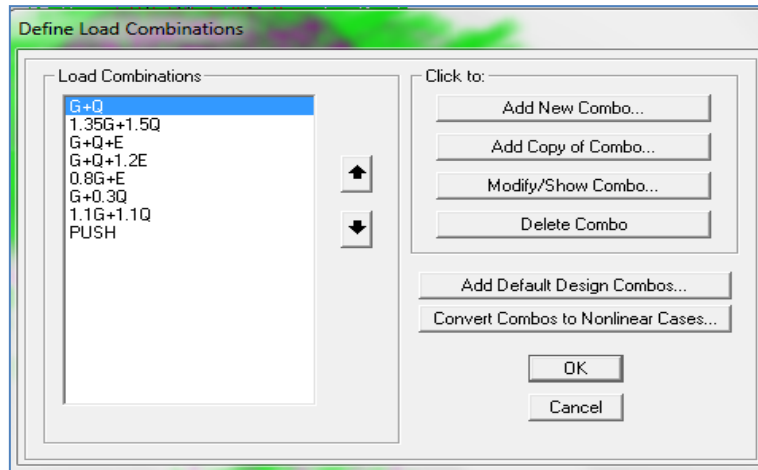 Define Load Combinations
Load Combinations
G+Q
1.35G+1.5Q
G+Q+E
G+Q+1.2E
0.8G+E
G+0.3Q
1.1G+1.1Q
PUSH
Click to:
Add New Combo...
Add Copy of Combo...
Modify/Show Combo...
Delete Combo
Add Default Design Combos...
Convert Combos to Nonlinear Cases...
OK
Cancel